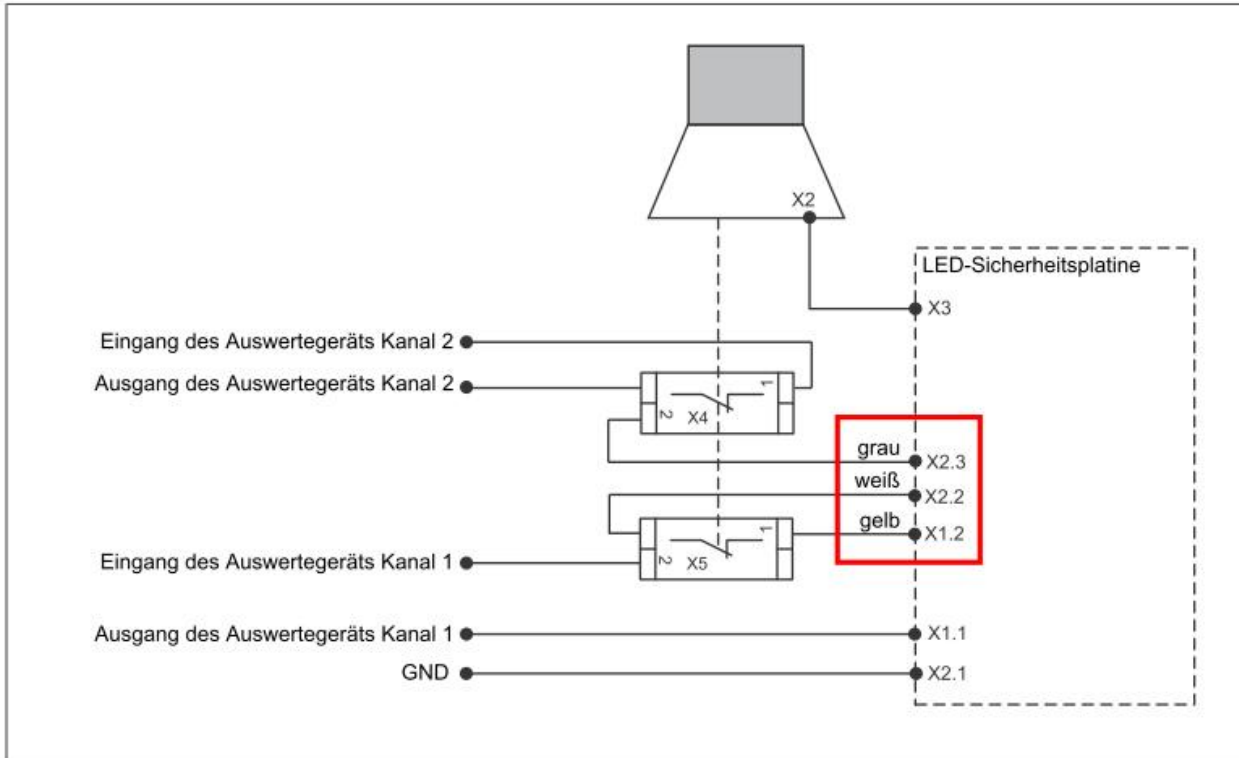 X2
LED-Sicherheitsplatine
X3
Eingang des Auswertegeräts Kanal 2
Ausgang des Auswertegeräts Kanal 2
1
2
X4
grau
X2.3
weiß
X2.2
gelb
X1.2
1
2
X5
Eingang des Auswertegeräts Kanal 1
Ausgang des Auswertegeräts Kanal 1
X1.1
GND
X2.1